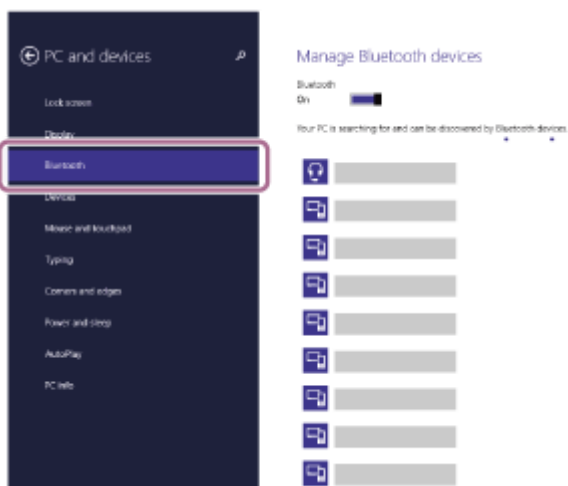 PC and devices
Lock screen
Display
Bluetooth
Devices
Mouse and touchpad
Typing
Corners and edges
Power and sleep
AutoPlay
PC info
Manage Bluetooth devices
Bluetooth
On
Your PC is searching for and can be discovered by Bluetooth devices.